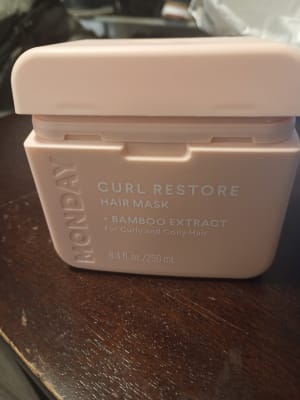 MONDAY
CURL RESTORE
HAIR MASK
+ BAMBOO EXTRACT
For Curly and Coily Hair
8.4 fl oz/250 mL